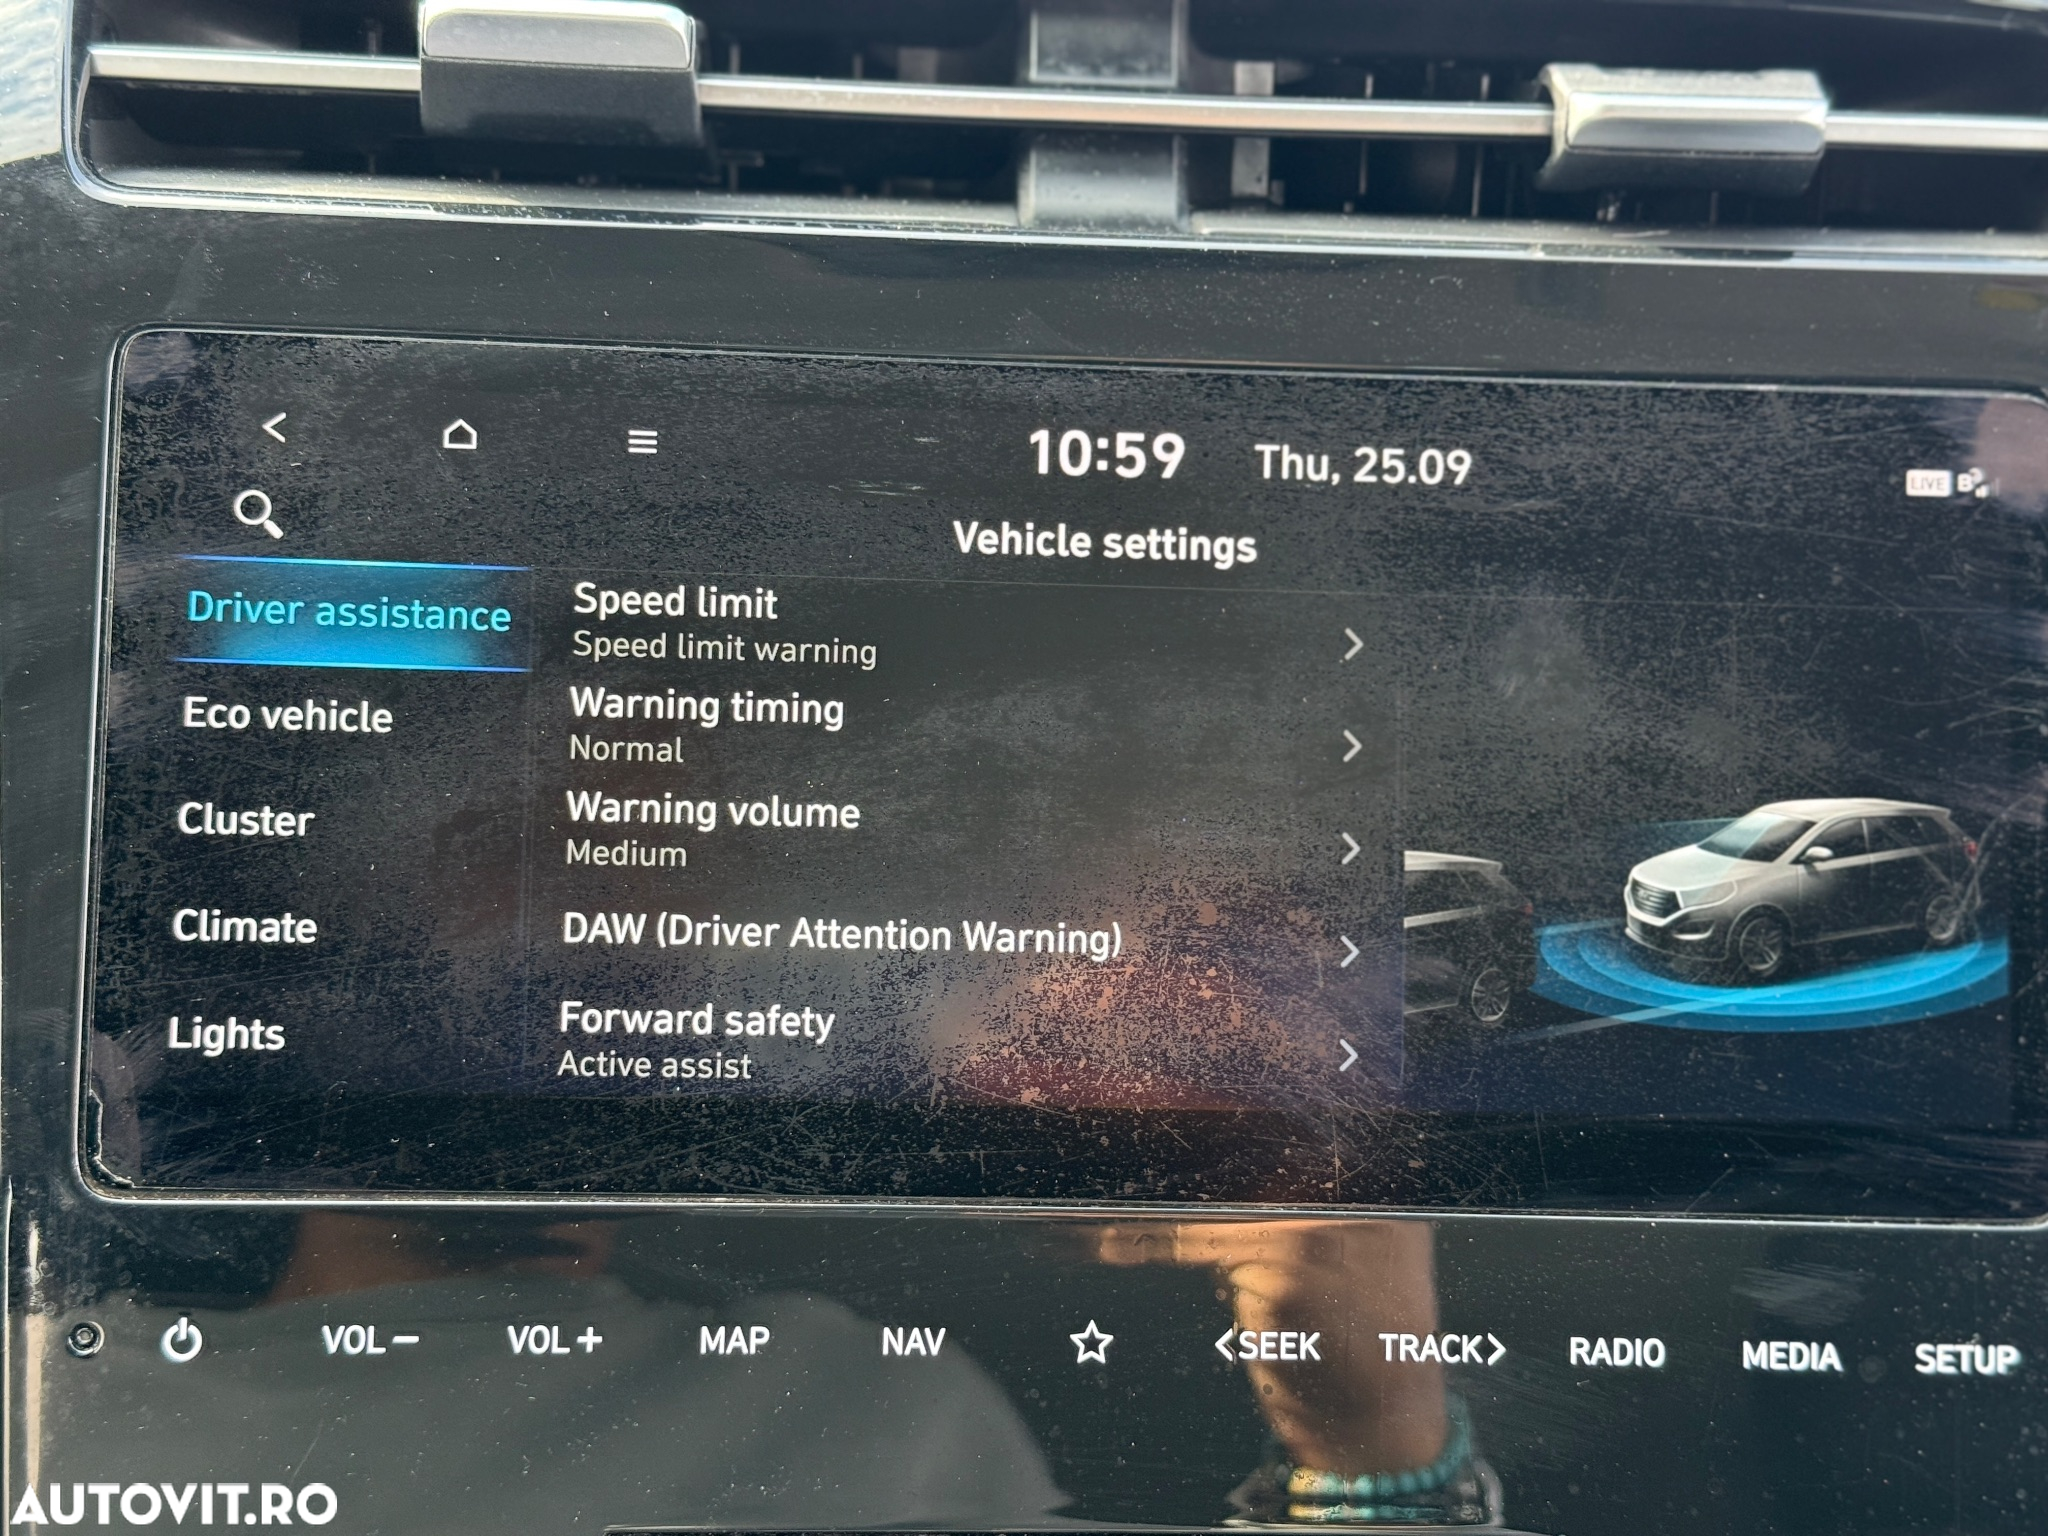 10:59 Thu, 25.09
LIVE
Vehicle settings
Driver assistance
Eco vehicle
Cluster
Climate
Lights
Speed limit
Speed limit warning
Warning timing
Normal
Warning volume
Medium
DAW (Driver Attention Warning)
Forward safety
Active assist
VOL− VOL+ MAP NAV <SEEK TRACK> RADIO MEDIA SETUP
AUTOVIT.RO